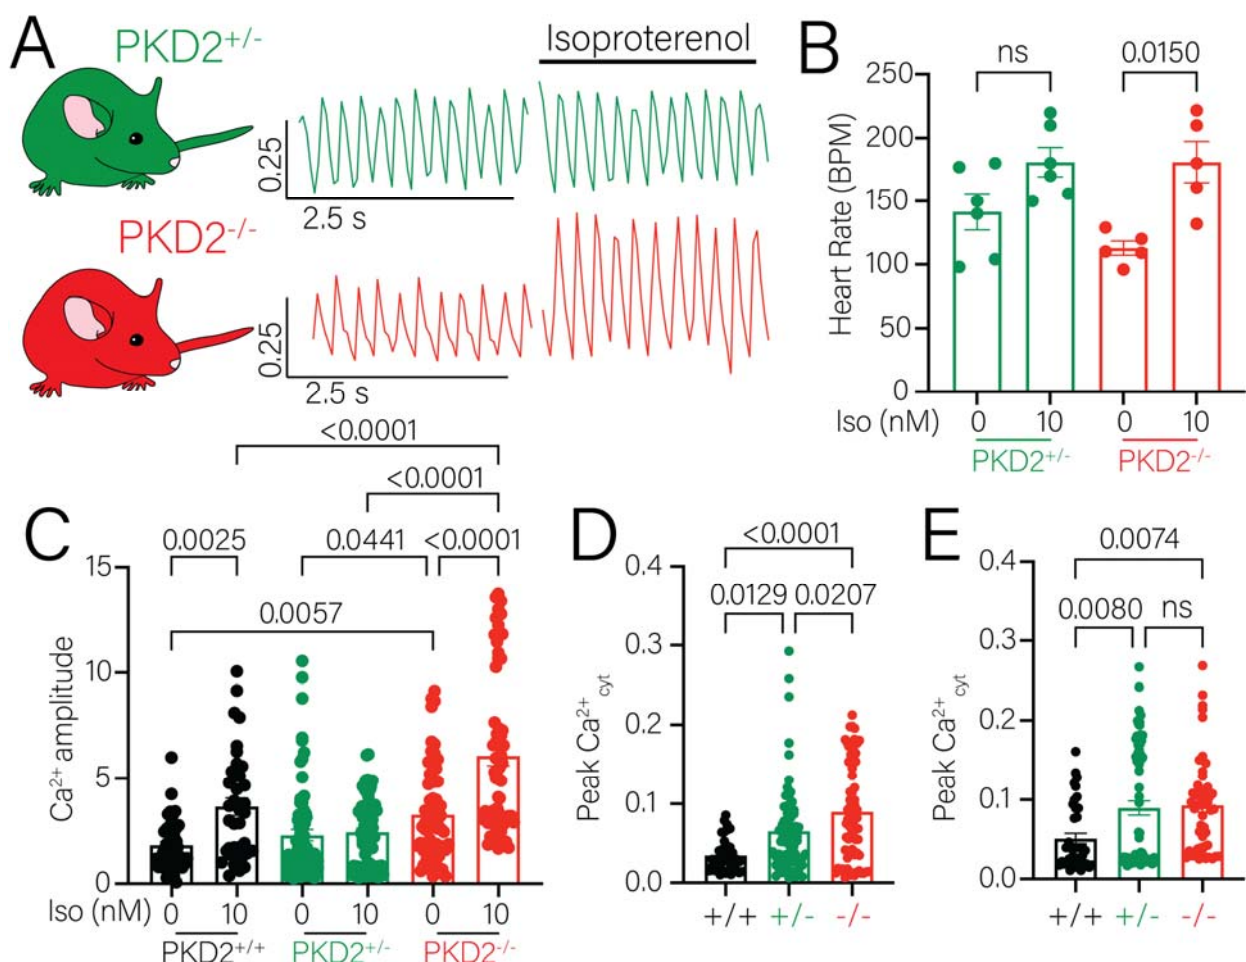 A
PKD2+/-
Isoproterenol
0.25
2.5 s
PKD2-/-
0.25
2.5 s
B
ns
0.0150
Heart Rate (BPM)
250
200
150
100
50
0
Iso (nM) 0 10 0 10
PKD2+/- PKD2-/-
C
<0.0001
<0.0001
0.0025 0.0441 <0.0001
0.0057
Ca2+ amplitude
15
10
5
0
Iso (nM) 0 10 0 10 0 10
PKD2+/+ PKD2+/- PKD2-/-
D
<0.0001
0.0129 0.0207
Peak Ca2+cyt
0.4
0.3
0.2
0.1
0.0
+/+ +/- -/-
E
0.0074
0.0080 ns
Peak Ca2+cyt
0.4
0.3
0.2
0.1
0.0
+/+ +/- -/-